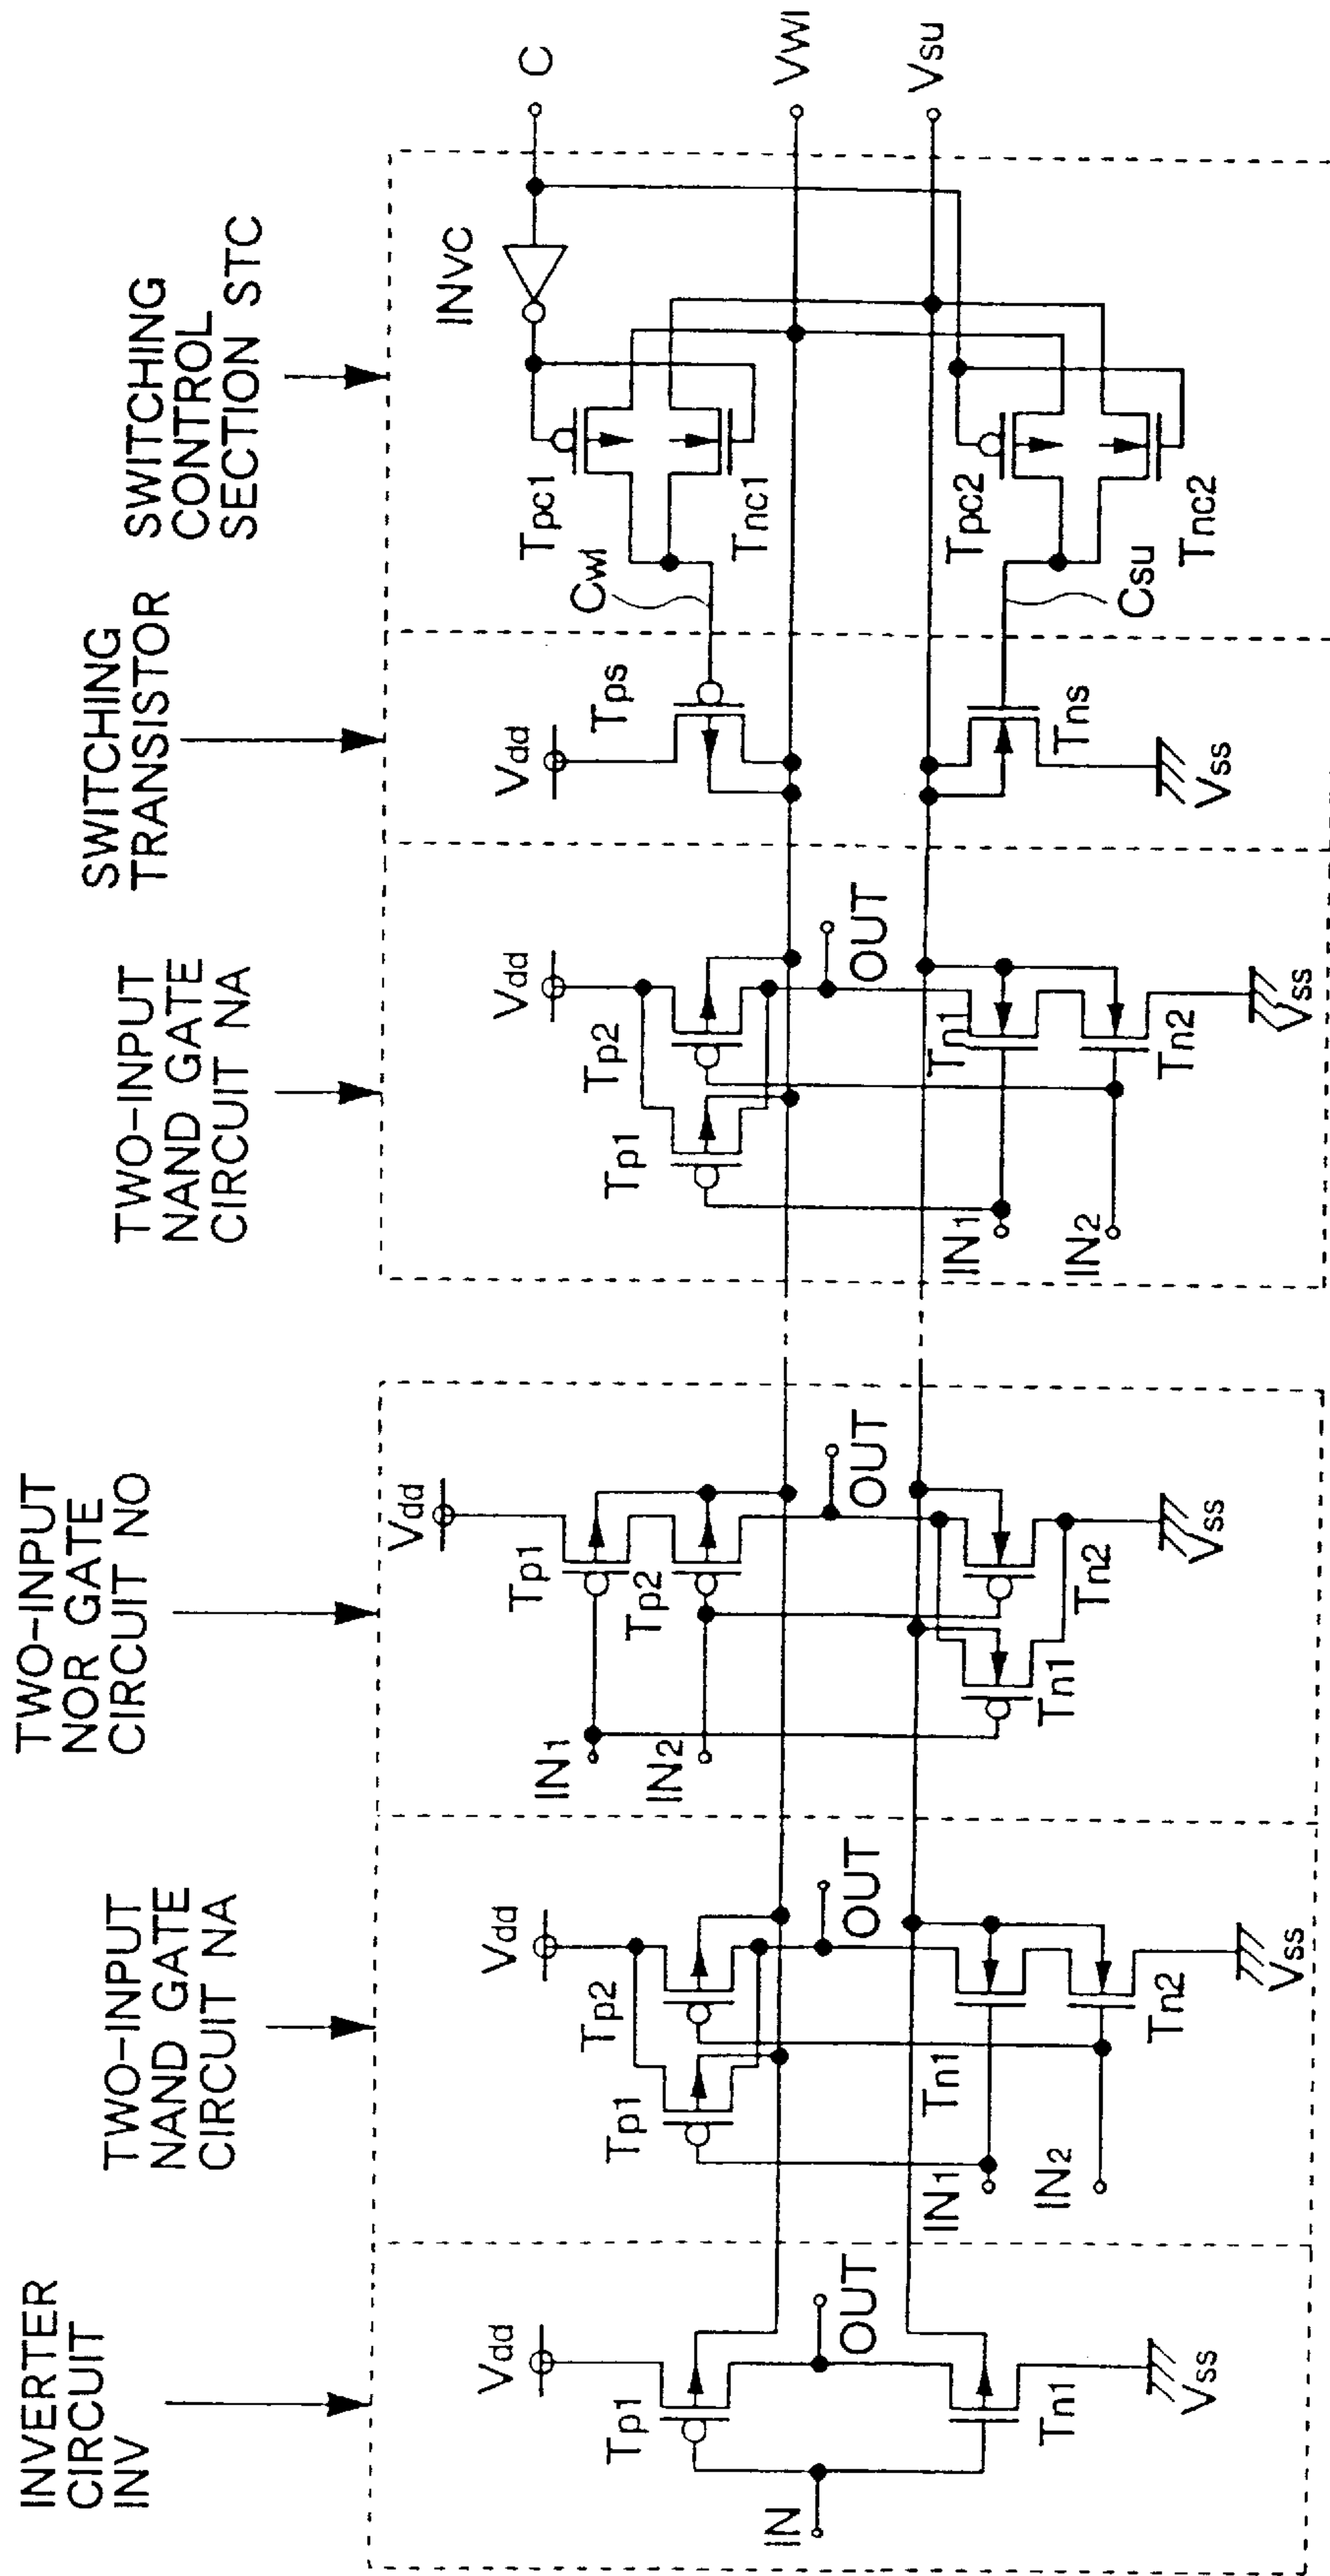 INVERTER
CIRCUIT
INV
TWO-INPUT
NAND GATE
CIRCUIT NA
TWO-INPUT
NOR GATE
CIRCUIT NO
TWO-INPUT
NAND GATE
CIRCUIT NA
SWITCHING
TRANSISTOR
SWITCHING
CONTROL
SECTION STC
Vdd
Tp1
IN
OUT
Tn1
Vss
Vdd
Tp2
Tp1
OUT
Tn1
IN1
IN2
Tn2
Vss
Vdd
Tp1
Tp2
IN1
IN2
OUT
Tn1
Tn2
Vss
Vdd
Tp2
Tp1
OUT
Tn1
IN1
IN2
Tn2
Vss
Vdd
Tps
Tns
Vss
INVC
Tpc1
Tnc1
Cwl
Tpc2
Tnc2
Csu
C
Vwl
Vsu